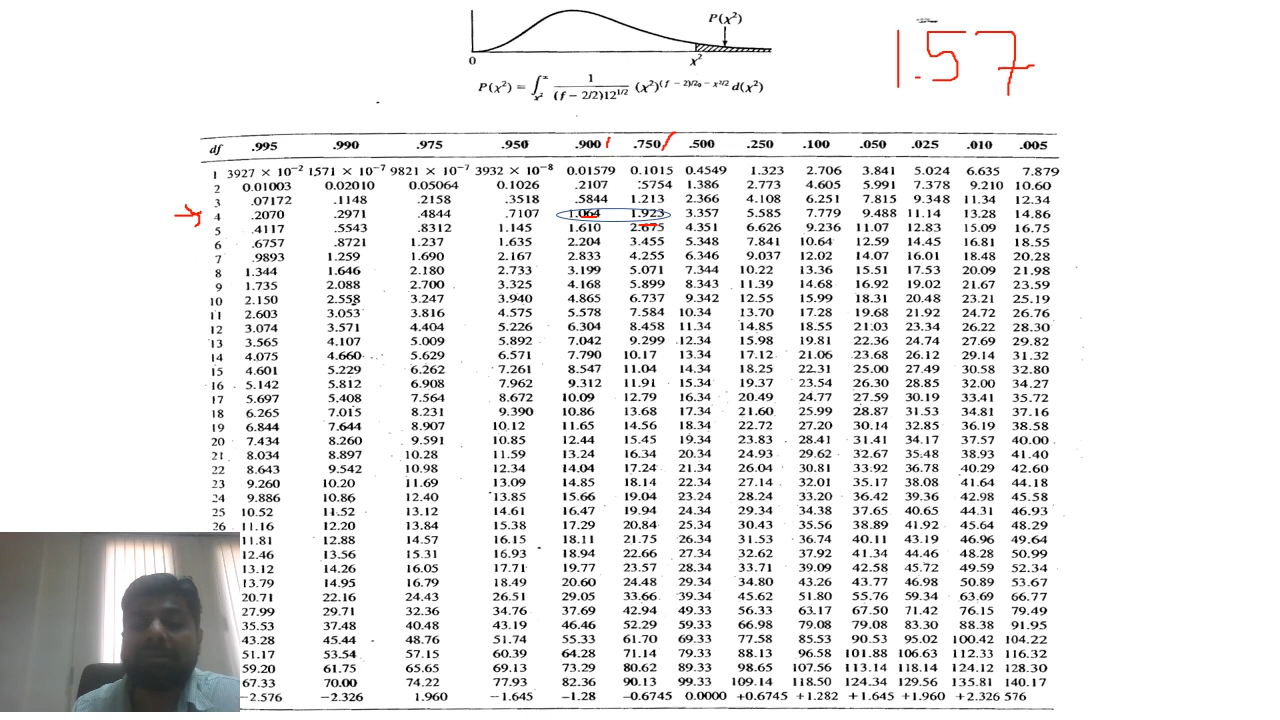 P(x²)
1.57
0
x²
P(x²) = ∫ 1 / (f − 2/2)12^1/2 (x²)^(f − 2)/2₀ − x²/2 d(x²)
df .995 .990 .975 .950 .900 .750 .500 .250 .100 .050 .025 .010 .005
1 3927 × 10⁻² 1571 × 10⁻⁷ 9821 × 10⁻⁷ 3932 × 10⁻⁸ 0.01579 0.1015 0.4549 1.323 2.706 3.841 5.024 6.635 7.879
2 0.01003 0.02010 0.05064 0.1026 .2107 .5754 1.386 2.773 4.605 5.991 7.378 9.210 10.60
3 .07172 .1148 .2158 .3518 .5844 1.213 2.366 4.108 6.251 7.815 9.348 11.34 12.34
4 .2070 .2971 .4844 .7107 1.064 1.923 3.357 5.585 7.779 9.488 11.14 13.28 14.86
5 .4117 .5543 .8312 1.145 1.610 2.675 4.351 6.626 9.236 11.07 12.83 15.09 16.75
6 .6757 .8721 1.237 1.635 2.204 3.455 5.348 7.841 10.64 12.59 14.45 16.81 18.55
7 .9893 1.259 1.690 2.167 2.833 4.255 6.346 9.037 12.02 14.07 16.01 18.48 20.28
8 1.344 1.646 2.180 2.733 3.199 5.071 7.344 10.22 13.36 15.51 17.53 20.09 21.98
9 1.735 2.088 2.700 3.325 4.168 5.899 8.343 11.39 14.68 16.92 19.02 21.67 23.59
10 2.150 2.558 3.247 3.940 4.865 6.737 9.342 12.55 15.99 18.31 20.48 23.21 25.19
11 2.603 3.053 3.816 4.575 5.578 7.584 10.34 13.70 17.28 19.68 21.92 24.72 26.76
12 3.074 3.571 4.404 5.226 6.304 8.458 11.34 14.85 18.55 21.03 23.34 26.22 28.30
13 3.565 4.107 5.009 5.892 7.042 9.299 12.34 15.98 19.81 22.36 24.74 27.69 29.82
14 4.075 4.660 5.629 6.571 7.790 10.17 13.34 17.12 21.06 23.68 26.12 29.14 31.32
15 4.601 5.229 6.262 7.261 8.547 11.04 14.34 18.25 22.31 25.00 27.49 30.58 32.80
16 5.142 5.812 6.908 7.962 9.312 11.91 15.34 19.37 23.54 26.30 28.85 32.00 34.27
17 5.697 5.408 7.564 8.672 10.09 12.79 16.34 20.49 24.77 27.59 30.19 33.41 35.72
18 6.265 7.015 8.231 9.390 10.86 13.68 17.34 21.60 25.99 28.87 31.53 34.81 37.16
19 6.844 7.644 8.907 10.12 11.65 14.56 18.34 22.72 27.20 30.14 32.85 36.19 38.58
20 7.434 8.260 9.591 10.85 12.44 15.45 19.34 23.83 28.41 31.41 34.17 37.57 40.00
21 8.034 8.897 10.28 11.59 13.24 16.34 20.34 24.93 29.62 32.67 35.48 38.93 41.40
22 8.643 9.542 10.98 12.34 14.04 17.24 21.34 26.04 30.81 33.92 36.78 40.29 42.60
23 9.260 10.20 11.69 13.09 14.85 18.14 22.34 27.14 32.01 35.17 38.08 41.64 44.18
24 9.886 10.86 12.40 13.85 15.66 19.04 23.24 28.24 33.20 36.42 39.36 42.98 45.58
25 10.52 11.52 13.12 14.61 16.47 19.94 24.34 29.34 34.38 37.65 40.65 44.31 46.93
26 11.16 12.20 13.84 15.38 17.29 20.84 25.34 30.43 35.56 38.89 41.92 45.64 48.29
11.81 12.88 14.57 16.15 18.11 21.75 26.34 31.53 36.74 40.11 43.19 46.96 49.64
12.46 13.56 15.31 16.93 18.94 22.66 27.34 32.62 37.92 41.34 44.46 48.28 50.99
13.12 14.26 16.05 17.71 19.77 23.57 28.34 33.71 39.09 42.58 45.72 49.59 52.34
13.79 14.95 16.79 18.49 20.60 24.48 29.34 34.80 43.26 43.77 46.98 50.89 53.67
20.71 22.16 24.43 26.51 29.05 33.66 39.34 45.62 51.80 55.76 59.34 63.69 66.77
27.99 29.71 32.36 34.76 37.69 42.94 49.33 56.33 63.17 67.50 71.42 76.15 79.49
35.53 37.48 40.48 43.19 46.46 52.29 59.33 66.98 79.08 79.08 83.30 88.38 91.95
43.28 45.44 48.76 51.74 55.33 61.70 69.33 77.58 85.53 90.53 95.02 100.42 104.22
51.17 53.54 57.15 60.39 64.28 71.14 79.33 88.13 96.58 101.88 106.63 112.33 116.32
59.20 61.75 65.65 69.13 73.29 80.62 89.33 98.65 107.56 113.14 118.14 124.12 128.30
67.33 70.00 74.22 77.93 82.36 90.13 99.33 109.14 118.50 124.34 129.56 135.81 140.17
−2.576 −2.326 1.960 −1.645 −1.28 −0.6745 0.0000 +0.6745 +1.282 +1.645 +1.960 +2.326 576